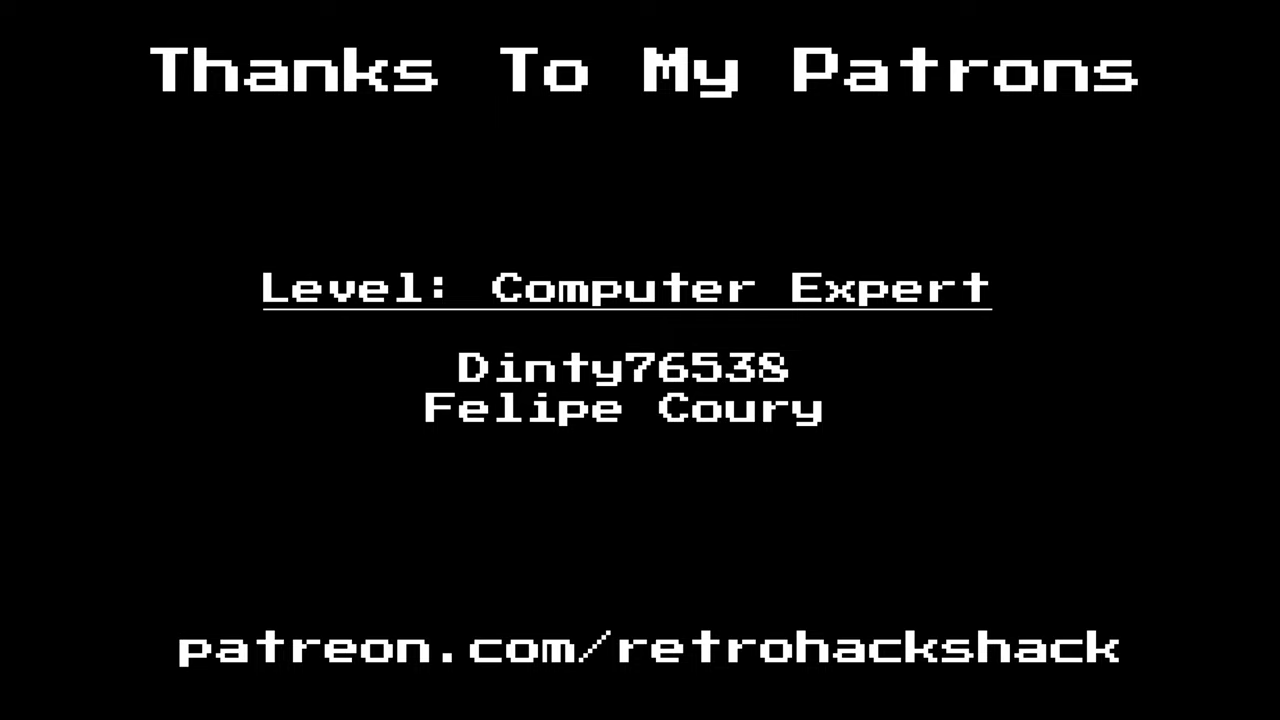 Thanks To My Patrons
Level: Computer Expert
Dinty76538
Felipe Coury
patreon.com/retrohackshack